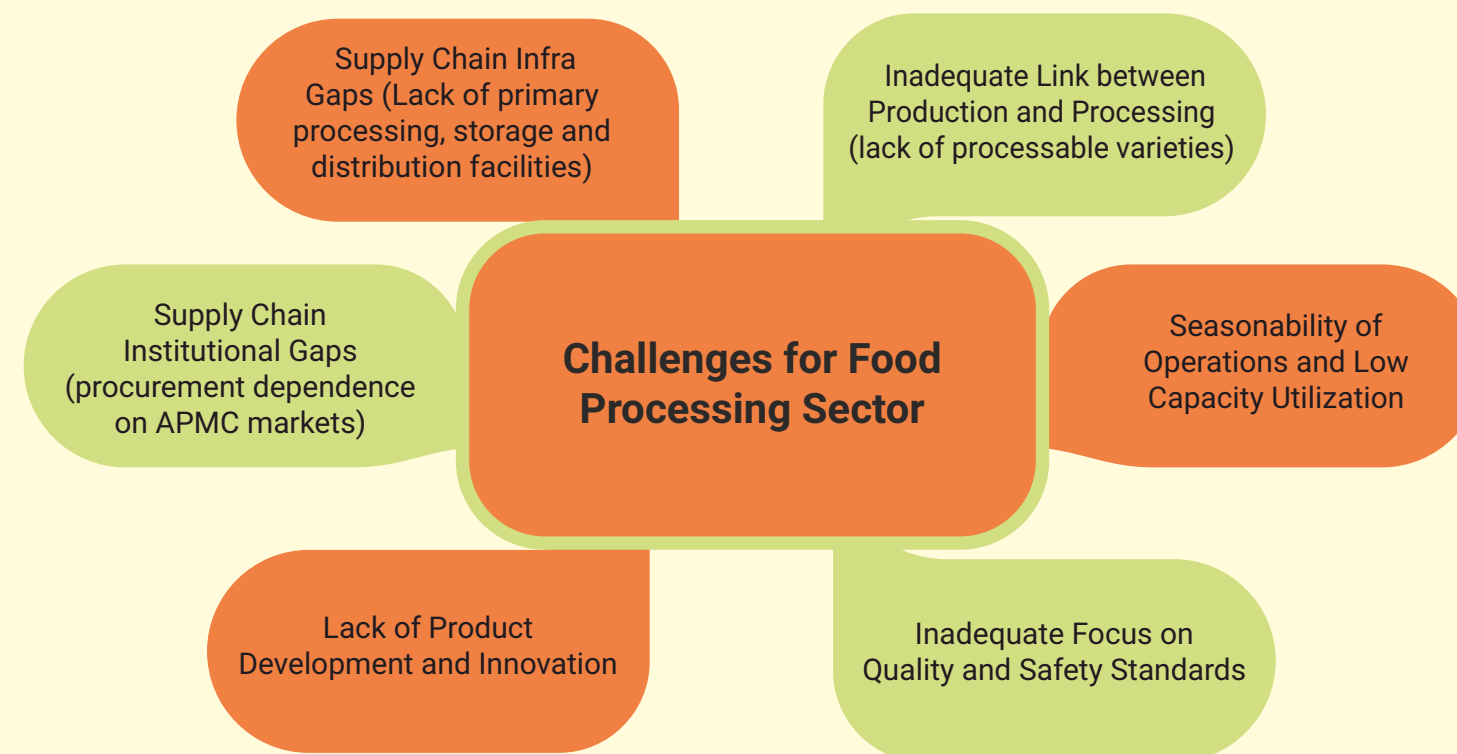 Supply Chain Infra
Gaps (Lack of primary
processing, storage and
distribution facilities)
Inadequate Link between
Production and Processing
(lack of processable varieties)
Supply Chain
Institutional Gaps
(procurement dependence
on APMC markets)
Challenges for Food
Processing Sector
Seasonability of
Operations and Low
Capacity Utilization
Lack of Product
Development and Innovation
Inadequate Focus on
Quality and Safety Standards